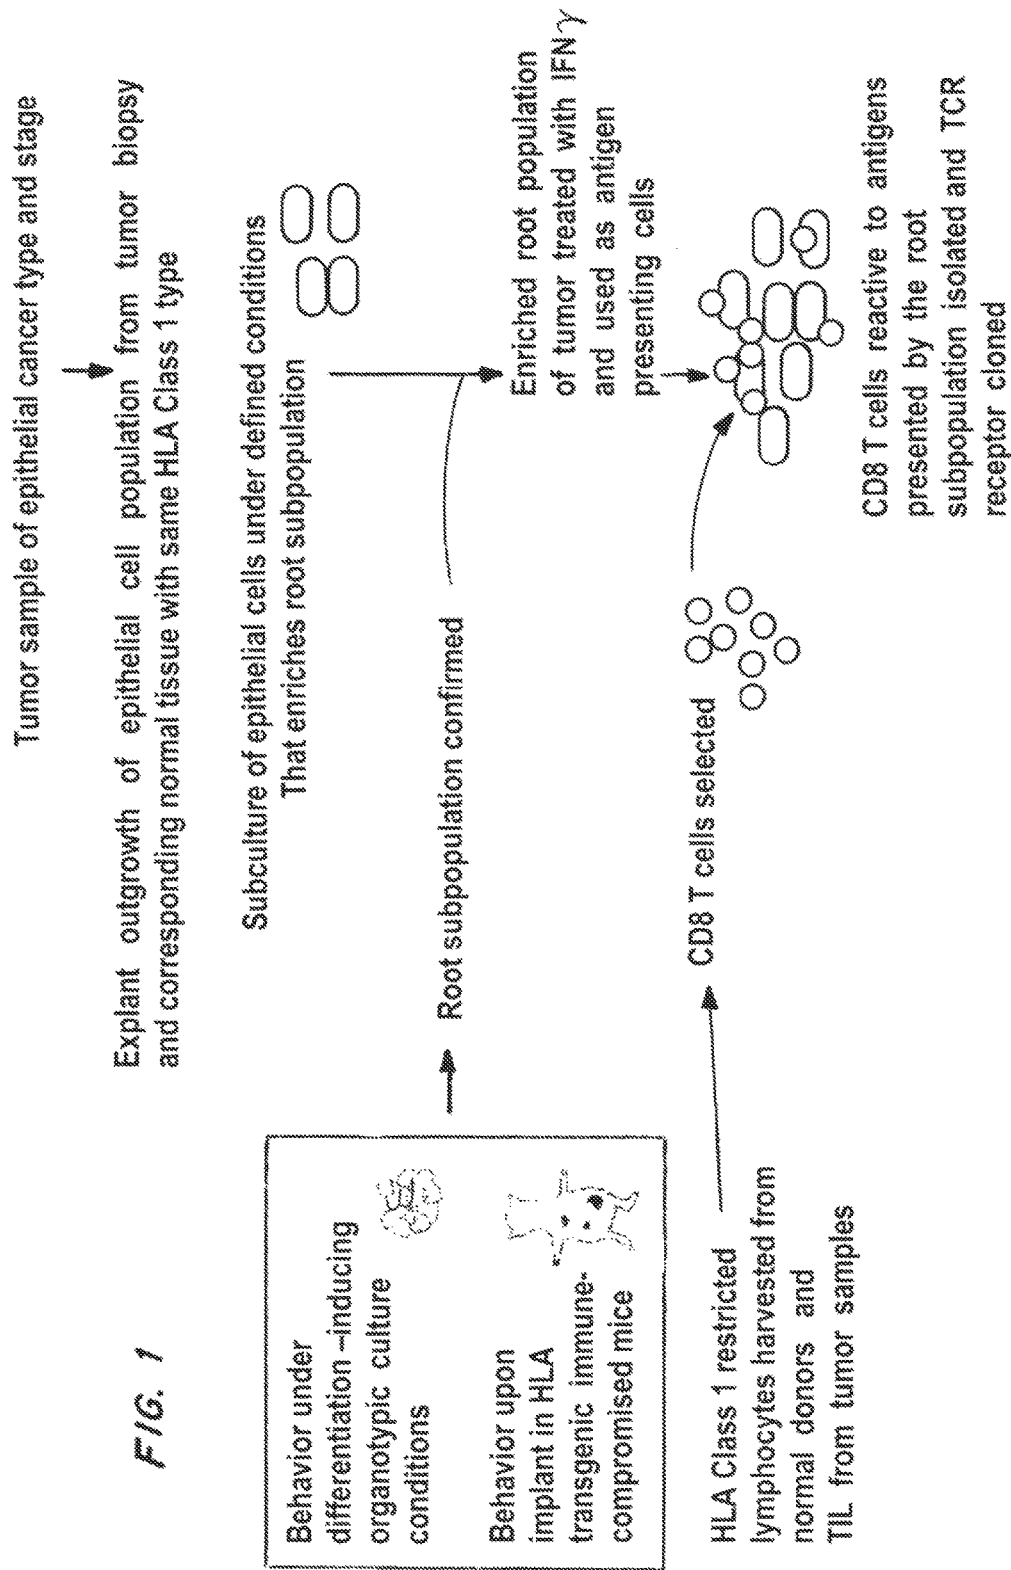 FIG. 1
Tumor sample of epithelial cancer type and stage
Explant outgrowth of epithelial cell population from tumor biopsy
and corresponding normal tissue with same HLA Class 1 type
Subculture of epithelial cells under defined conditions
That enriches root subpopulation
Behavior under
differentiation –inducing
organotypic culture
conditions
Behavior upon
implant in HLA
transgenic immune-
compromised mice
Root subpopulation confirmed
Enriched root population
of tumor treated with IFNγ
and used as antigen
presenting cells
HLA Class 1 restricted
lymphocytes harvested from
normal donors and
TIL from tumor samples
CD8 T cells selected
CD8 T cells reactive to antigens
presented by the root
subpopulation isolated and TCR
receptor cloned